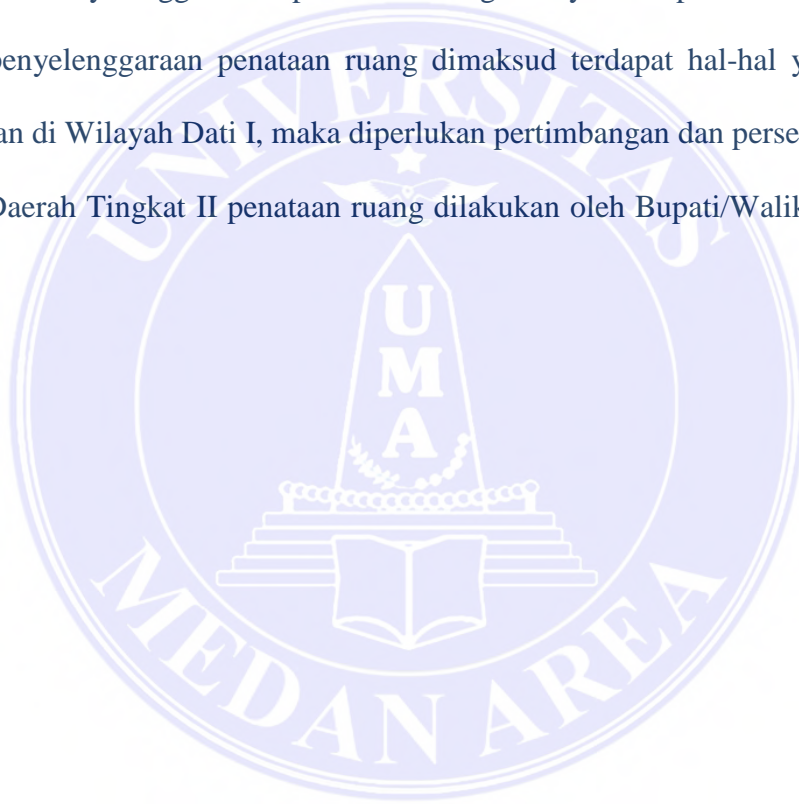 penyelenggaraan penataan ruang dimaksud terdapat hal-hal y
an di Wilayah Dati I, maka diperlukan pertimbangan dan perse
Daerah Tingkat II penataan ruang dilakukan oleh Bupati/Walik
UNIVERSITAS
U
M
A
MEDAN AREA